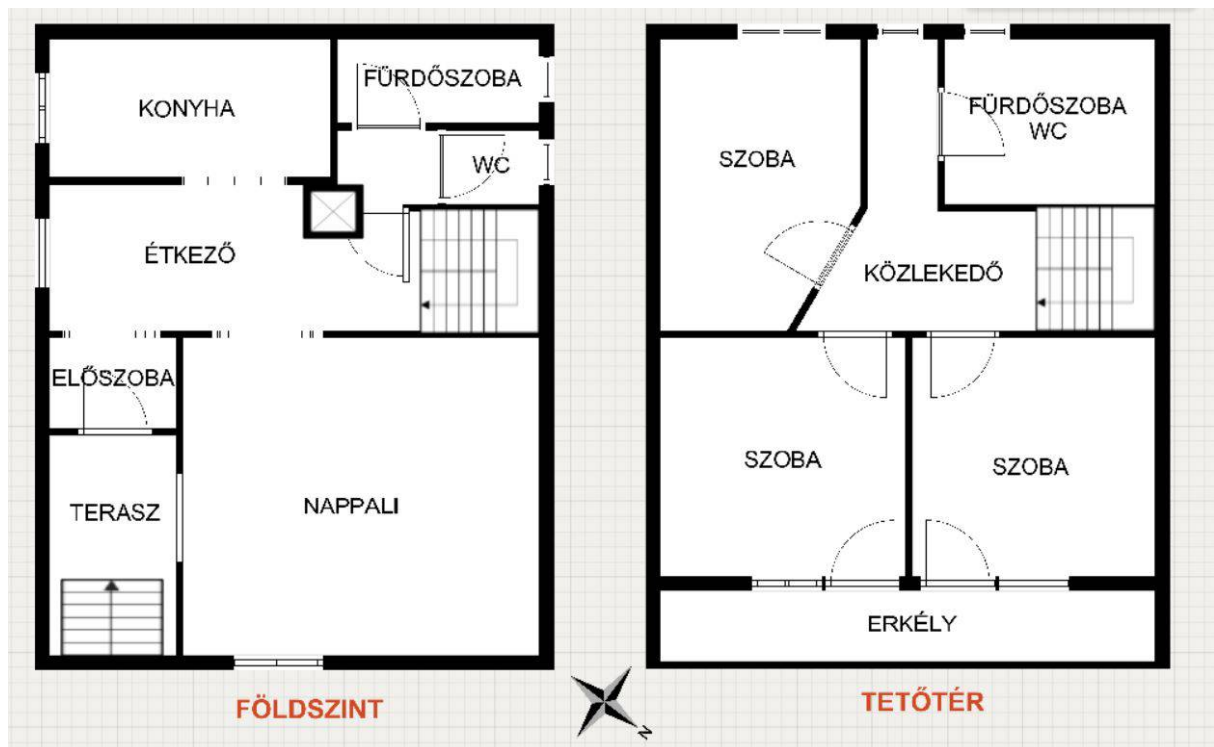 KONYHA
FÜRDŐSZOBA
WC
ÉTKEZŐ
ELŐSZOBA
TERASZ
NAPPALI
FÖLDSZINT
SZOBA
FÜRDŐSZOBA
WC
KÖZLEKEDŐ
SZOBA
SZOBA
ERKÉLY
TETŐTÉR
N